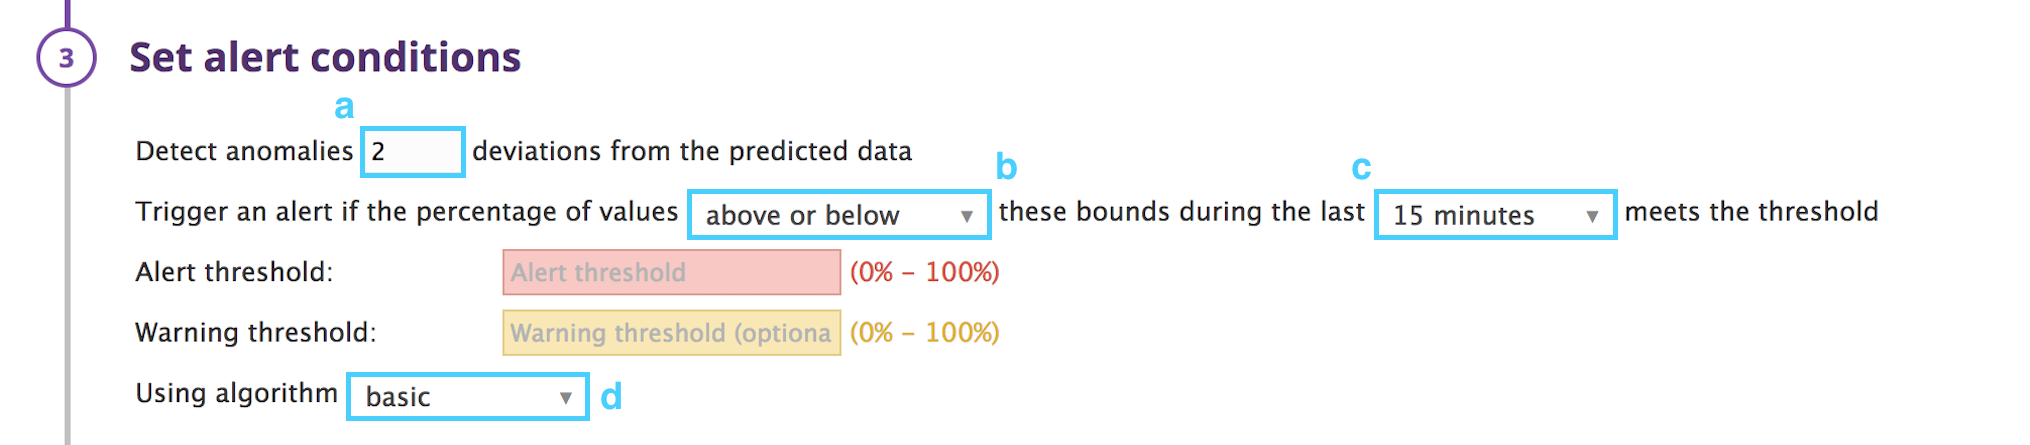 3 Set alert conditions
a
Detect anomalies 2 deviations from the predicted data
b c
Trigger an alert if the percentage of values above or below ▼ these bounds during the last 15 minutes ▼ meets the threshold
Alert threshold: Alert threshold (0% – 100%)
Warning threshold: Warning threshold (optiona (0% – 100%)
Using algorithm basic ▼ d